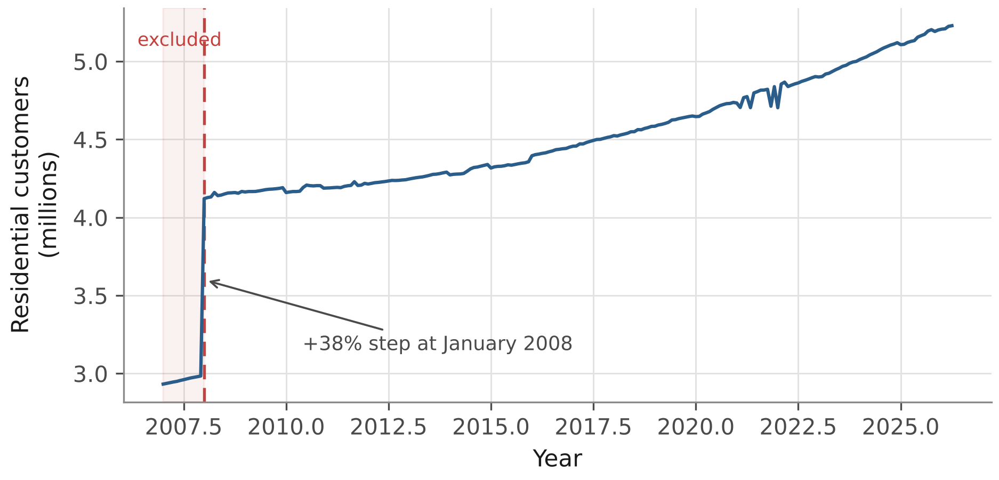 excluded
5.0
4.5
4.0
3.5
3.0
Residential customers
(millions)
+38% step at January 2008
2007.5 2010.0 2012.5 2015.0 2017.5 2020.0 2022.5 2025.0
Year